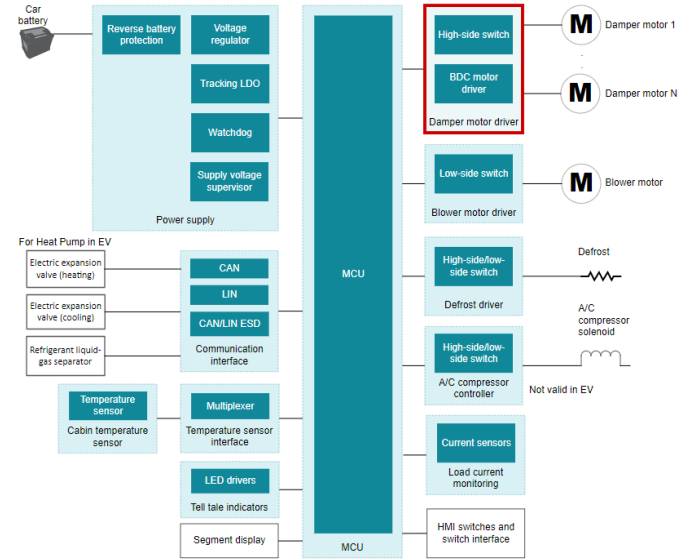 Car
battery
Reverse battery
protection
Voltage
regulator
Tracking LDO
Watchdog
Supply voltage
supervisor
Power supply
For Heat Pump in EV
Electric expansion
valve (heating)
Electric expansion
valve (cooling)
Refrigerant liquid-
gas separator
CAN
LIN
CAN/LIN ESD
Communication
interface
Temperature
sensor
Cabin temperature
sensor
Multiplexer
Temperature sensor
interface
LED drivers
Tell tale indicators
Segment display
MCU
MCU
High-side switch
BDC motor
driver
Damper motor driver
M
Damper motor 1
M
Damper motor N
Low-side switch
Blower motor driver
M
Blower motor
High-side/low-
side switch
Defrost driver
Defrost
High-side/low-
side switch
A/C compressor
controller
A/C
compressor
solenoid
Not valid in EV
Current sensors
Load current
monitoring
HMI switches and
switch interface